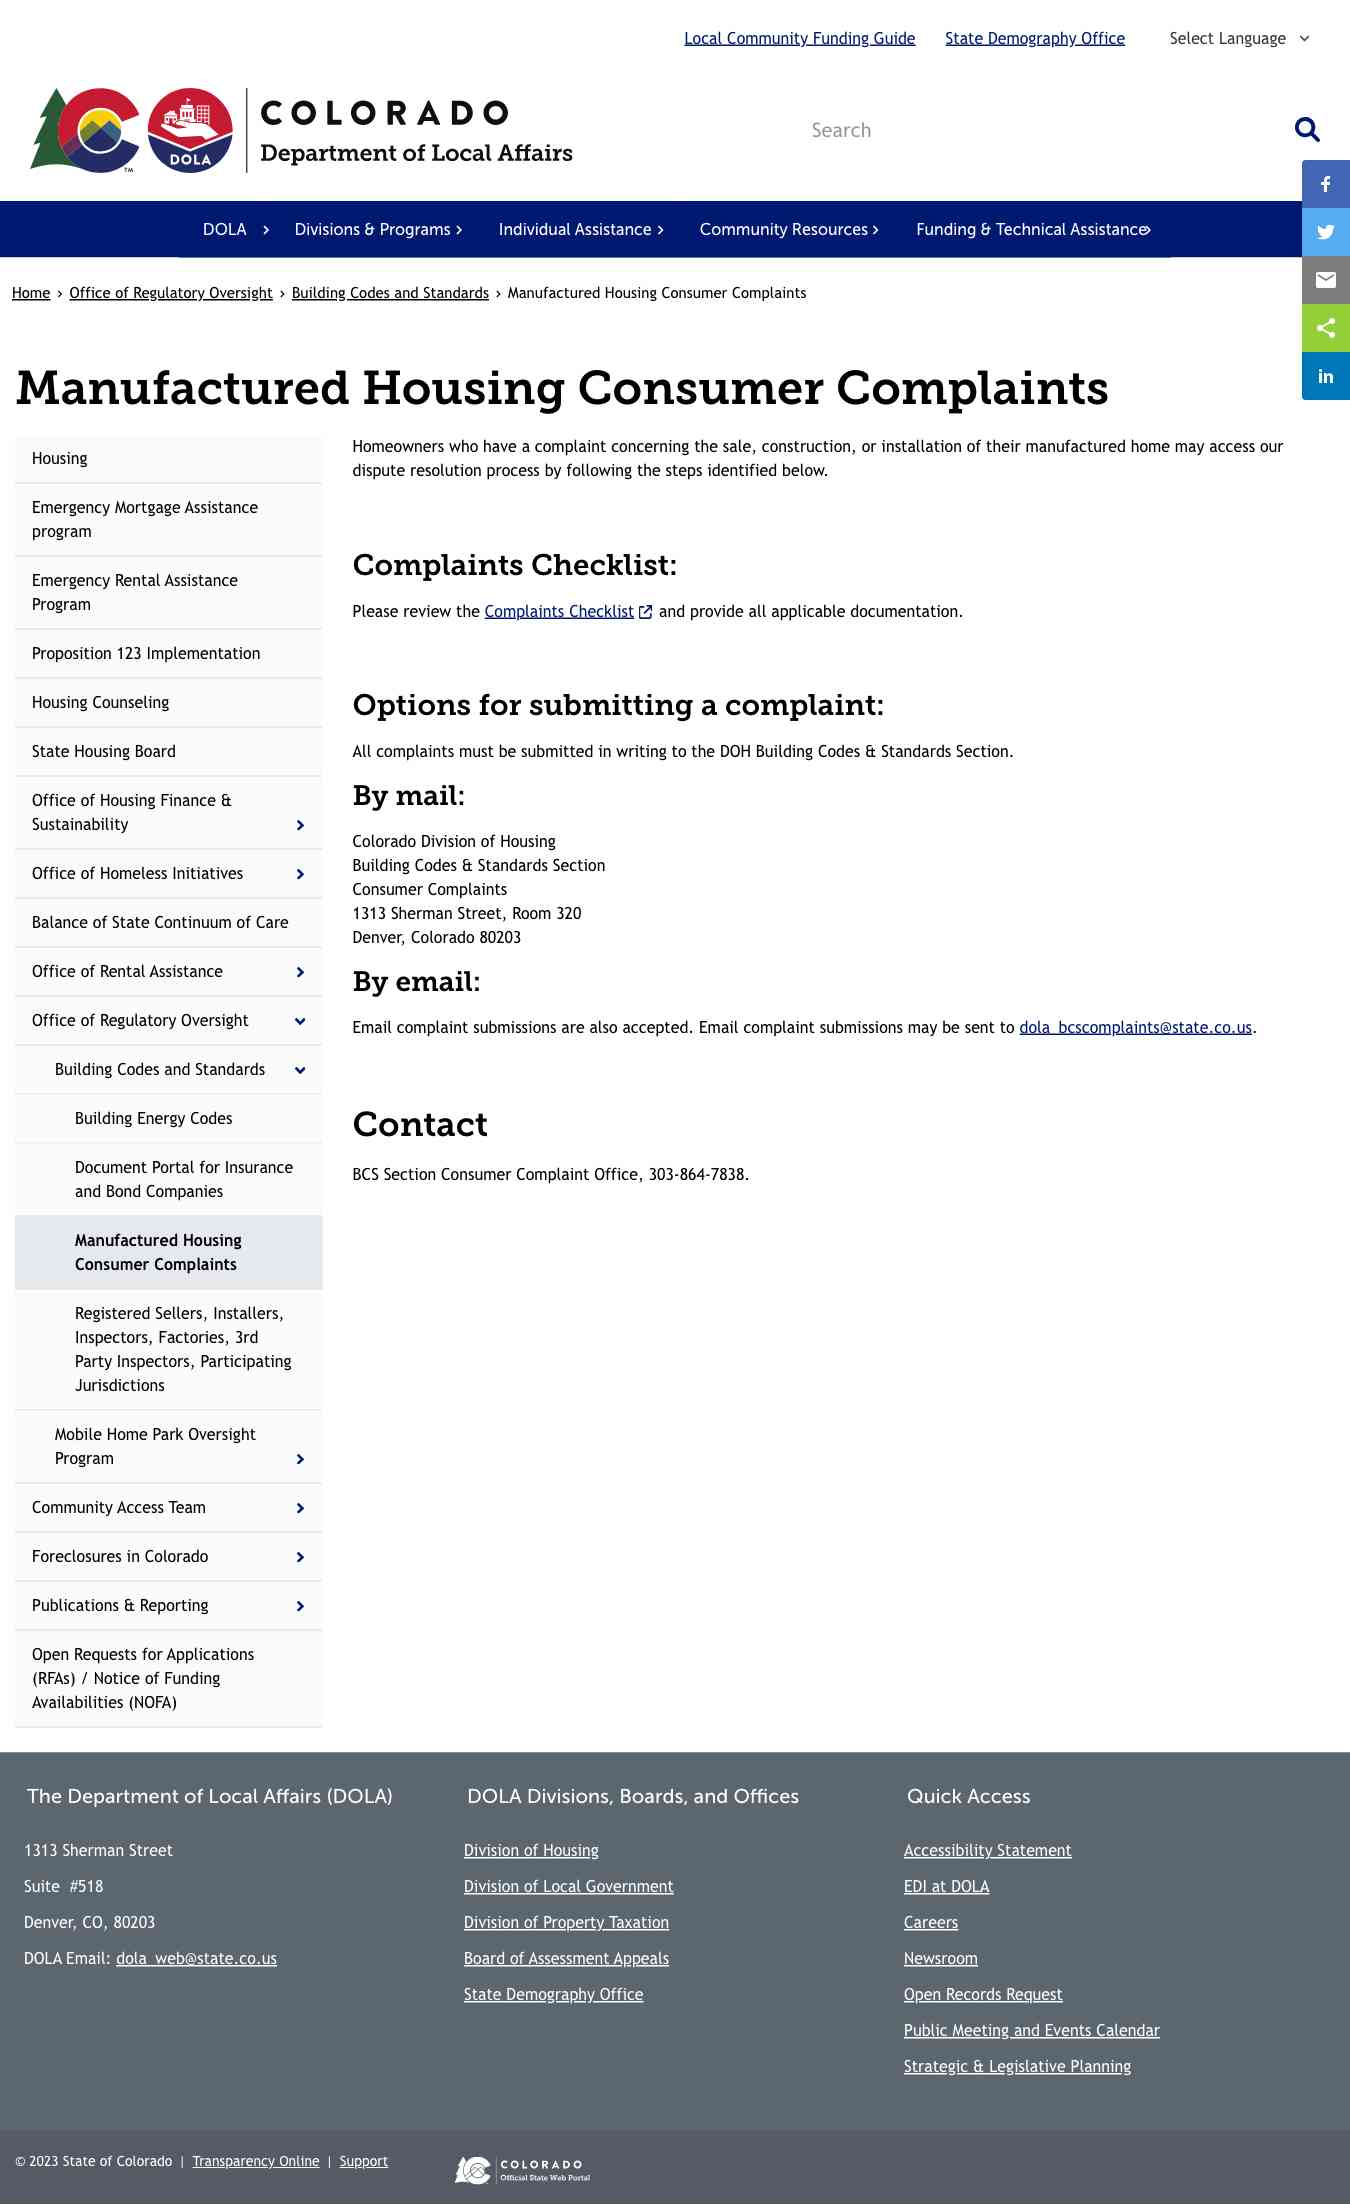 Local Community Funding Guide
State Demography Office
Select Language
DOLA
TM
COLORADO
Department of Local Affairs
Search
DOLA
Divisions & Programs
Individual Assistance
Community Resources
Funding & Technical Assistance
Home › Office of Regulatory Oversight › Building Codes and Standards › Manufactured Housing Consumer Complaints
Manufactured Housing Consumer Complaints
Housing
Emergency Mortgage Assistance
program
Emergency Rental Assistance
Program
Proposition 123 Implementation
Housing Counseling
State Housing Board
Office of Housing Finance &
Sustainability
Office of Homeless Initiatives
Balance of State Continuum of Care
Office of Rental Assistance
Office of Regulatory Oversight
Building Codes and Standards
Building Energy Codes
Document Portal for Insurance
and Bond Companies
Manufactured Housing
Consumer Complaints
Registered Sellers, Installers,
Inspectors, Factories, 3rd
Party Inspectors, Participating
Jurisdictions
Mobile Home Park Oversight
Program
Community Access Team
Foreclosures in Colorado
Publications & Reporting
Open Requests for Applications
(RFAs) / Notice of Funding
Availabilities (NOFA)
Homeowners who have a complaint concerning the sale, construction, or installation of their manufactured home may access our
dispute resolution process by following the steps identified below.
Complaints Checklist:
Please review the Complaints Checklist and provide all applicable documentation.
Options for submitting a complaint:
All complaints must be submitted in writing to the DOH Building Codes & Standards Section.
By mail:
Colorado Division of Housing
Building Codes & Standards Section
Consumer Complaints
1313 Sherman Street, Room 320
Denver, Colorado 80203
By email:
Email complaint submissions are also accepted. Email complaint submissions may be sent to dola_bcscomplaints@state.co.us.
Contact
BCS Section Consumer Complaint Office, 303-864-7838.
The Department of Local Affairs (DOLA)
1313 Sherman Street
Suite #518
Denver, CO, 80203
DOLA Email: dola_web@state.co.us
DOLA Divisions, Boards, and Offices
Division of Housing
Division of Local Government
Division of Property Taxation
Board of Assessment Appeals
State Demography Office
Quick Access
Accessibility Statement
EDI at DOLA
Careers
Newsroom
Open Records Request
Public Meeting and Events Calendar
Strategic & Legislative Planning
© 2023 State of Colorado | Transparency Online | Support
COLORADO
Official State Web Portal